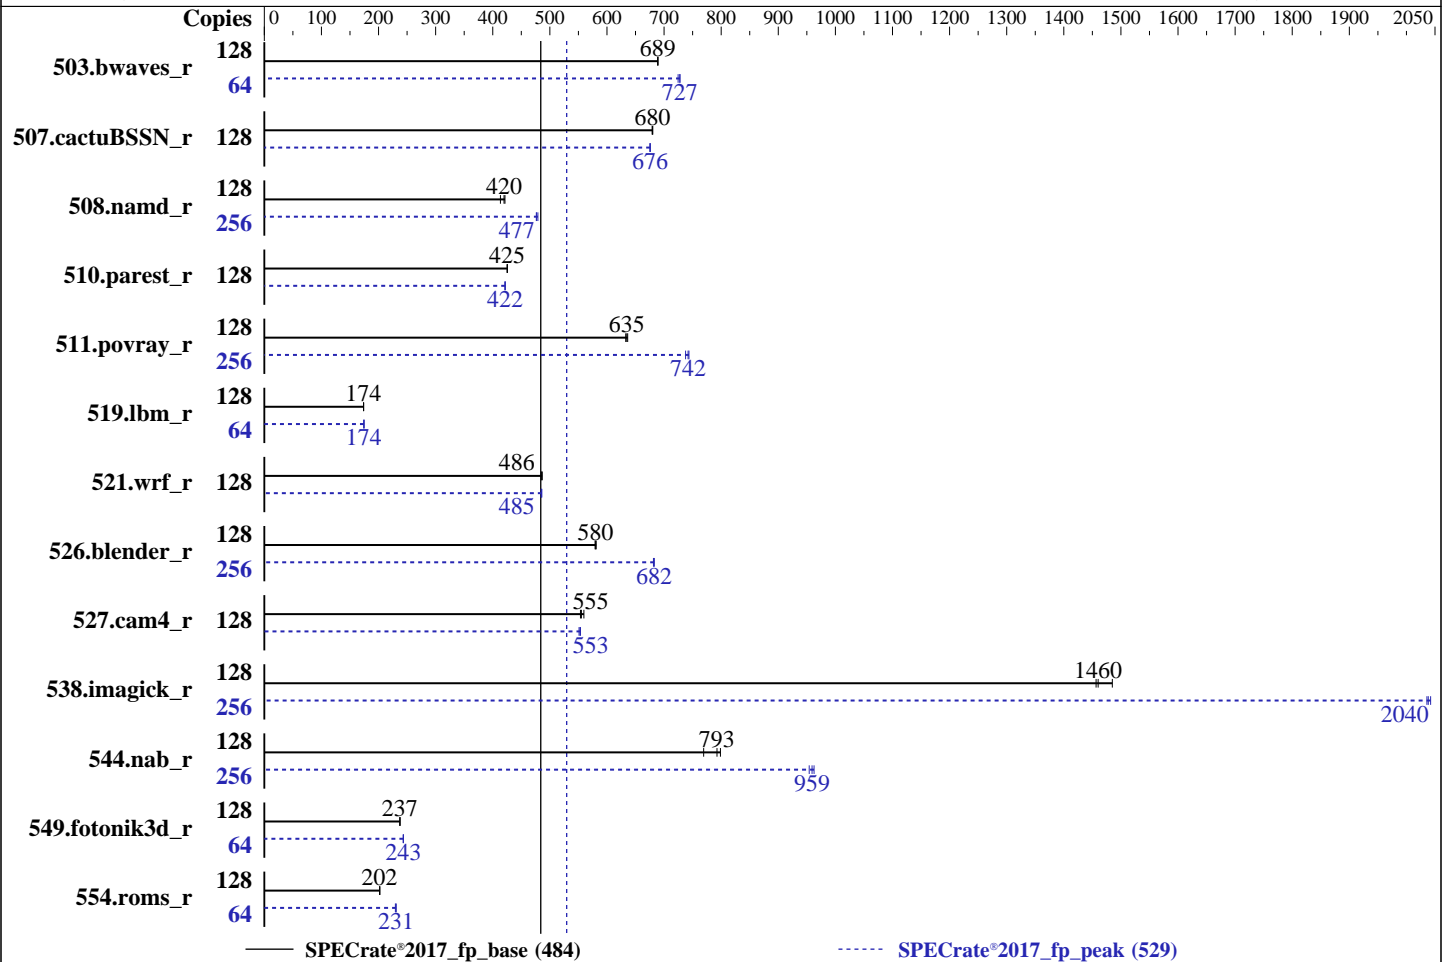 Copies 0 100 200 300 400 500 600 700 800 900 1000 1100 1200 1300 1400 1500 1600 1700 1800 1900 2050
503.bwaves_r 128 689
64 727
507.cactuBSSN_r 128 680
676
508.namd_r 128 420
256 477
510.parest_r 128 425
422
511.povray_r 128 635
256 742
519.lbm_r 128 174
64 174
521.wrf_r 128 486
485
526.blender_r 128 580
256 682
527.cam4_r 128 555
553
538.imagick_r 128 1460
256 2040
544.nab_r 128 793
256 959
549.fotonik3d_r 128 237
64 243
554.roms_r 128 202
64 231
SPECrate®2017_fp_base (484) SPECrate®2017_fp_peak (529)